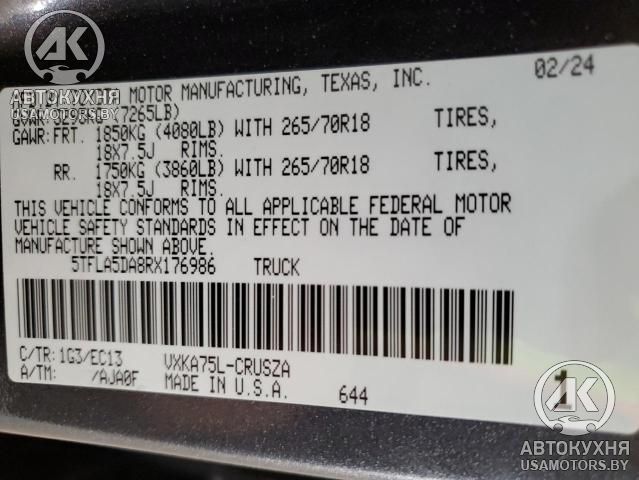 АВТОКУХНЯ
USAMOTORS.BY
MOTOR MANUFACTURING, TEXAS, INC. 02/24
(7265LB)
GAWR: FRT. 1850KG (4080LB) WITH 265/70R18 TIRES,
18X7.5J RIMS.
RR. 1750KG (3860LB) WITH 265/70R18 TIRES,
18X7.5J RIMS.
THIS VEHICLE CONFORMS TO ALL APPLICABLE FEDERAL MOTOR
VEHICLE SAFETY STANDARDS IN EFFECT ON THE DATE OF
MANUFACTURE SHOWN ABOVE.
5TFLA5DA8RX176986 TRUCK
C/TR: 1G3/EC13 VXKA75L-CRUSZA
A/TM: /AJA0F MADE IN U.S.A. 644
1
АВТОКУХНЯ
USAMOTORS.BY